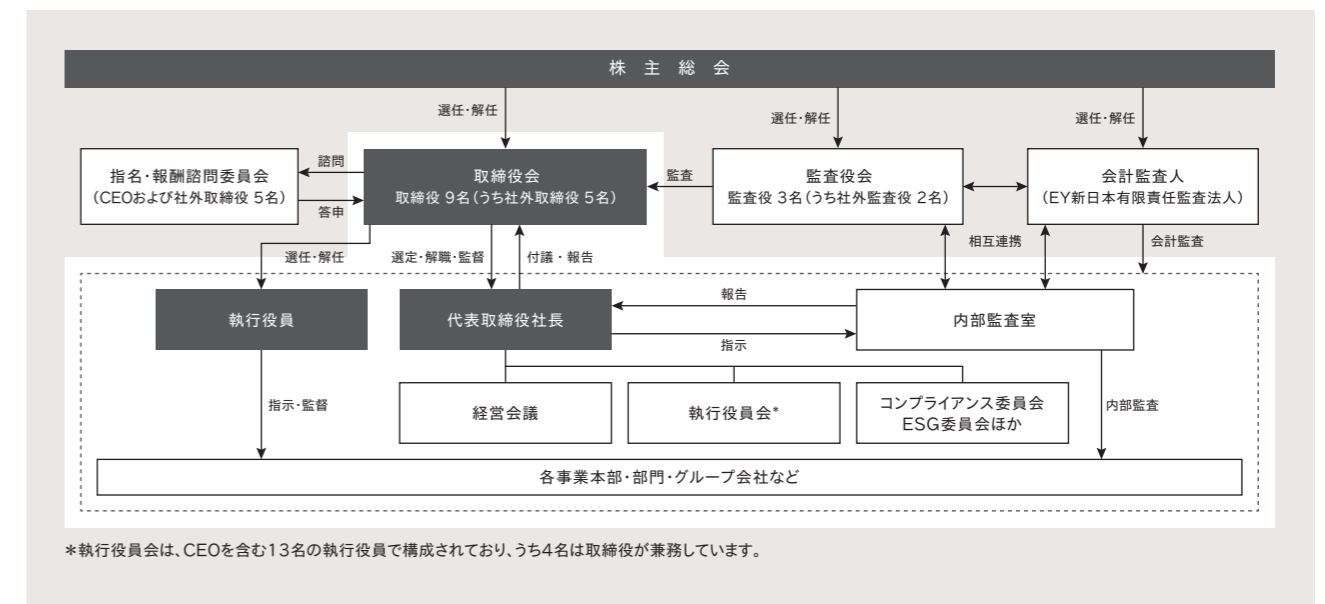 株主総会
選任・解任
選任・解任
選任・解任
指名・報酬諮問委員会
（CEOおよび社外取締役 5名）
諮問
答申
取締役会
取締役 9名（うち社外取締役 5名）
監査
監査役会
監査役 3名（うち社外監査役 2名）
会計監査人
（EY新日本有限責任監査法人）
選任・解任
選定・解職・監督
付議・報告
相互連携
会計監査
執行役員
代表取締役社長
報告
指示
内部監査室
指示・監督
経営会議
執行役員会*
コンプライアンス委員会
ESG委員会ほか
内部監査
各事業本部・部門・グループ会社など
＊執行役員会は、CEOを含む13名の執行役員で構成されており、うち4名は取締役が兼務しています。